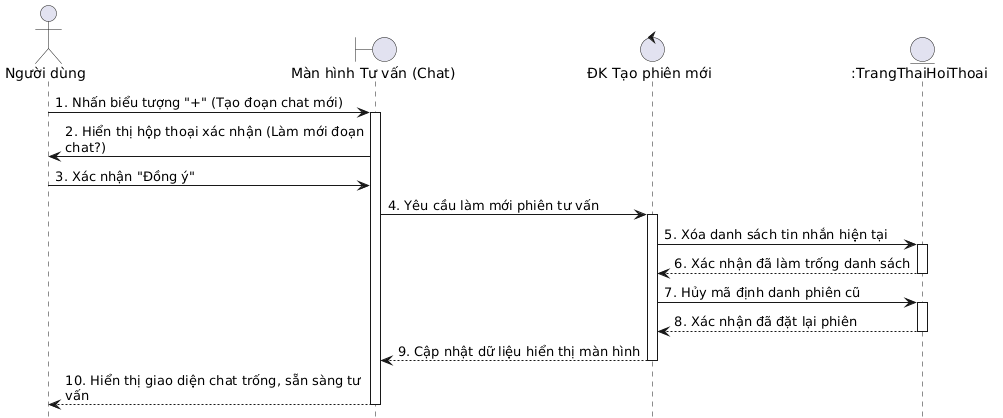 Người dùng
Màn hình Tư vấn (Chat)
ĐK Tạo phiên mới
:TrangThaiHoiThoai
1. Nhấn biểu tượng "+" (Tạo đoạn chat mới)
2. Hiển thị hộp thoại xác nhận (Làm mới đoạn
chat?)
3. Xác nhận "Đồng ý"
4. Yêu cầu làm mới phiên tư vấn
5. Xóa danh sách tin nhắn hiện tại
6. Xác nhận đã làm trống danh sách
7. Hủy mã định danh phiên cũ
8. Xác nhận đã đặt lại phiên
9. Cập nhật dữ liệu hiển thị màn hình
10. Hiển thị giao diện chat trống, sẵn sàng tư
vấn